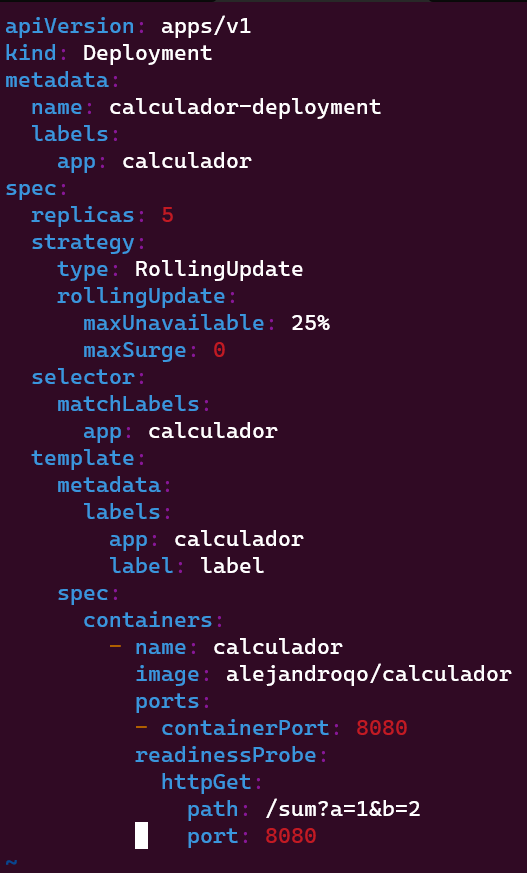 apiVersion: apps/v1
kind: Deployment
metadata:
  name: calculador-deployment
  labels:
    app: calculador
spec:
  replicas: 5
  strategy:
    type: RollingUpdate
    rollingUpdate:
      maxUnavailable: 25%
      maxSurge: 0
  selector:
    matchLabels:
      app: calculador
  template:
    metadata:
      labels:
        app: calculador
        label: label
    spec:
      containers:
        - name: calculador
          image: alejandroqo/calculador
          ports:
          - containerPort: 8080
          readinessProbe:
            httpGet:
              path: /sum?a=1&b=2
              port: 8080
~